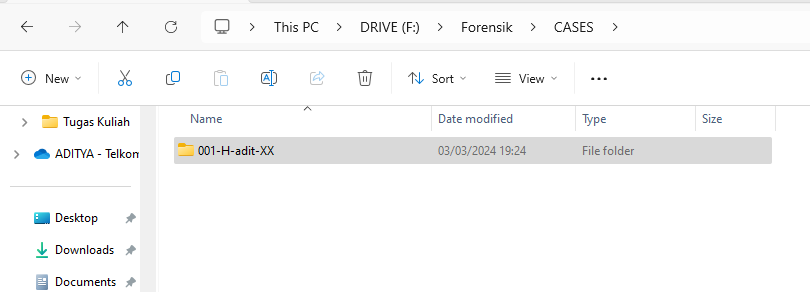 This PC > DRIVE (F:) > Forensik > CASES >
New Sort View ...
Name Date modified Type Size
Tugas Kuliah
001-H-adit-XX 03/03/2024 19:24 File folder
ADITYA - Telkom
Desktop
Downloads
Documents